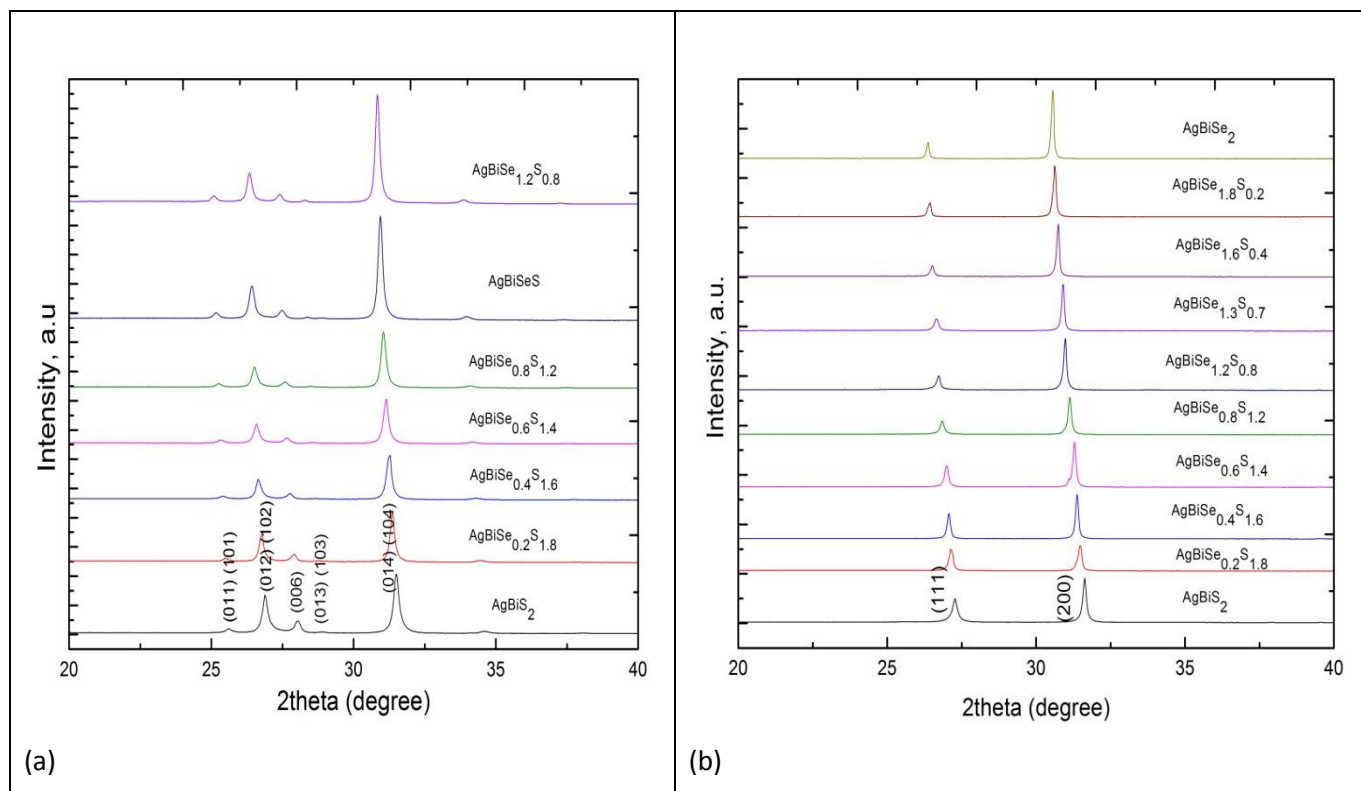 AgBiSe1.2S0.8
AgBiSeS
AgBiSe0.8S1.2
AgBiSe0.6S1.4
AgBiSe0.4S1.6
AgBiSe0.2S1.8
AgBiS2
(011) (101)
(012) (102)
(006)
(013) (103)
(014) (104)
Intensity, a.u
20 25 30 35 40
2theta (degree)
(a)
AgBiSe2
AgBiSe1.8S0.2
AgBiSe1.6S0.4
AgBiSe1.3S0.7
AgBiSe1.2S0.8
AgBiSe0.8S1.2
AgBiSe0.6S1.4
AgBiSe0.4S1.6
AgBiSe0.2S1.8
AgBiS2
(111)
(200)
Intensity, a.u.
20 25 30 35 40
2theta (degree)
(b)